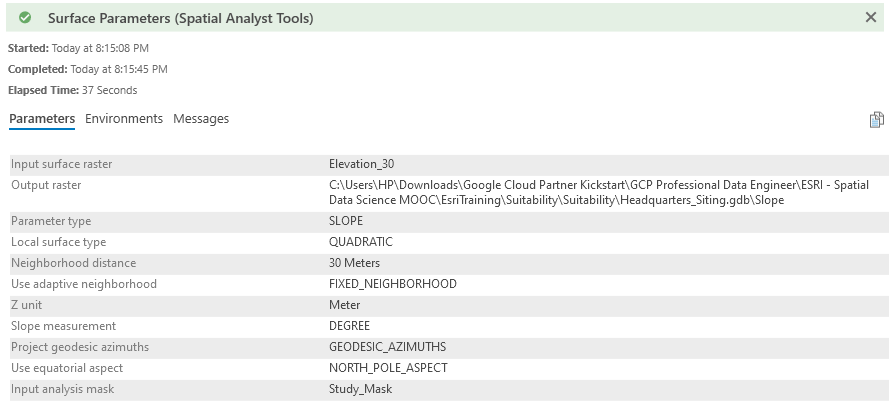 Surface Parameters (Spatial Analyst Tools)
Started: Today at 8:15:08 PM
Completed: Today at 8:15:45 PM
Elapsed Time: 37 Seconds
Parameters Environments Messages
Input surface raster Elevation_30
Output raster C:\Users\HP\Downloads\Google Cloud Partner Kickstart\GCP Professional Data Engineer\ESRI - Spatial
Data Science MOOC\EsriTraining\Suitability\Suitability\Headquarters_Siting.gdb\Slope
Parameter type SLOPE
Local surface type QUADRATIC
Neighborhood distance 30 Meters
Use adaptive neighborhood FIXED_NEIGHBORHOOD
Z unit Meter
Slope measurement DEGREE
Project geodesic azimuths GEODESIC_AZIMUTHS
Use equatorial aspect NORTH_POLE_ASPECT
Input analysis mask Study_Mask